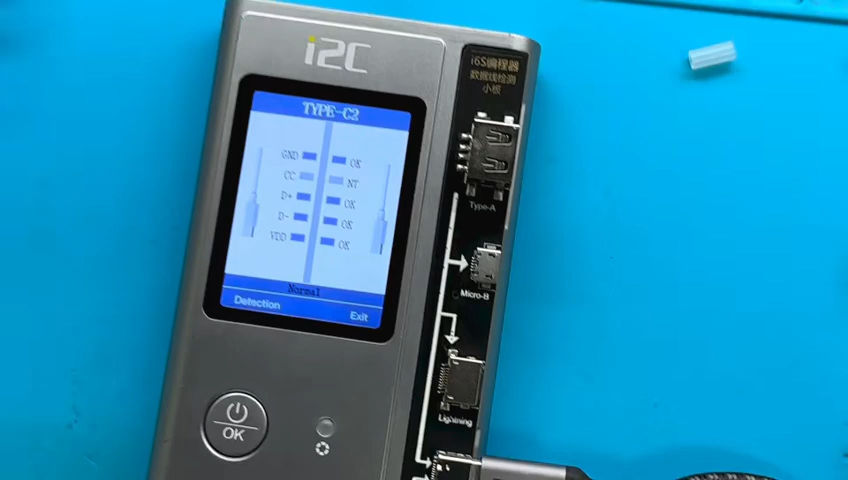 i2C
TYPE-C2
GND OK
CC NT
D+ OK
D- OK
VDD OK
Normal
Detection
Exit
OK
i6S编程器
数据线检测
小板
Type-A
Micro-B
Lightning